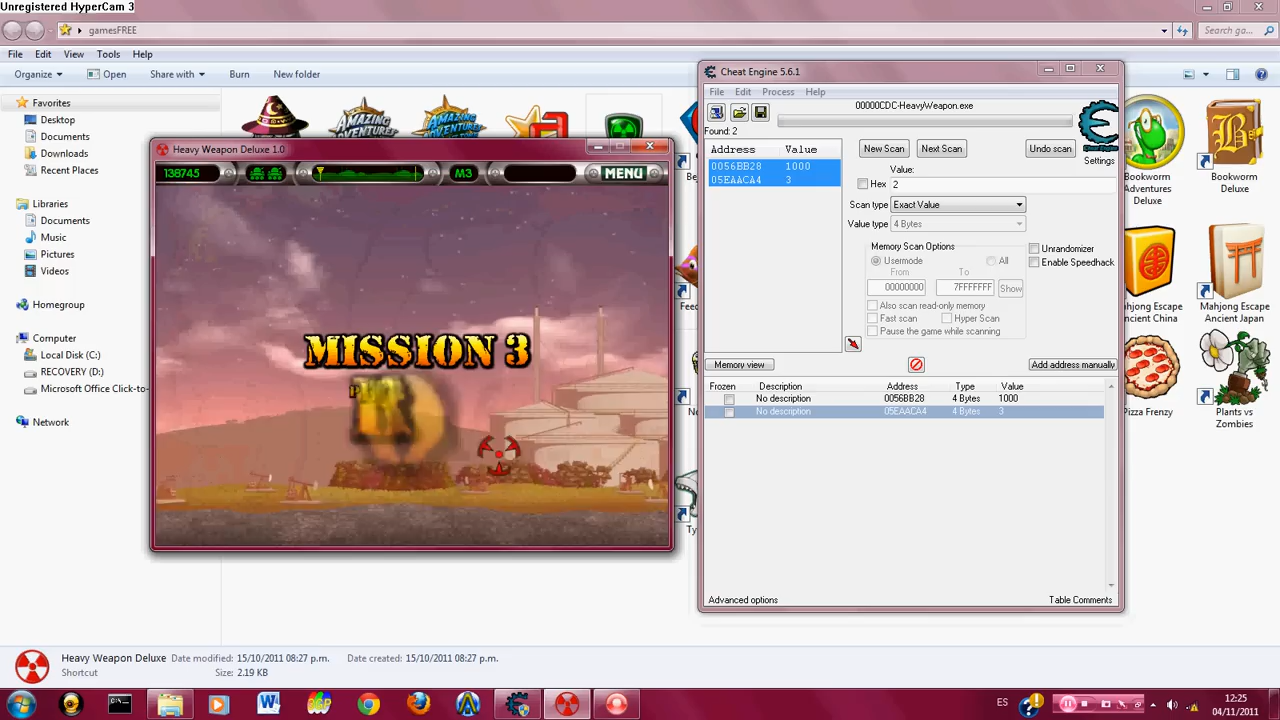 Unregistered HyperCam 3
gamesFREE
Search ga...
File Edit View Tools Help
Organize Open Share with Burn New folder
Favorites
Desktop
Documents
Downloads
Recent Places
Libraries
Documents
Music
Pictures
Videos
Homegroup
Computer
Local Disk (C:)
RECOVERY (D:)
Microsoft Office Click-to-
Network
AMAZING ADVENTURES
AMAZING ADVENTURES
Heavy Weapon Deluxe 1.0
138745 M3 MENU
MISSION 3
Cheat Engine 5.6.1
File Edit Process Help
00000CDC-HeavyWeapon.exe
Found: 2
Address Value
0056BB28 1000
05EAACA4 3
New Scan Next Scan Undo scan
Settings
Value:
Hex 2
Scan type Exact Value
Value type 4 Bytes
Memory Scan Options
Usermode All
From To
00000000 7FFFFFFF Show
Also scan read-only memory
Fast scan Hyper Scan
Pause the game while scanning
Unrandomizer
Enable Speedhack
Memory view Add address manually
Frozen Description Address Type Value
No description 0056BB28 4 Bytes 1000
No description 05EAACA4 4 Bytes 3
Advanced options Table Comments
Bookworm Adventures Deluxe
Bookworm Deluxe
Mahjong Escape Ancient China
Mahjong Escape Ancient Japan
Pizza Frenzy
Plants vs Zombies
Be
Feed
Ty
Heavy Weapon Deluxe Date modified: 15/10/2011 08:27 p.m. Date created: 15/10/2011 08:27 p.m.
Shortcut Size: 2.19 KB
ES
12:25
04/11/2011